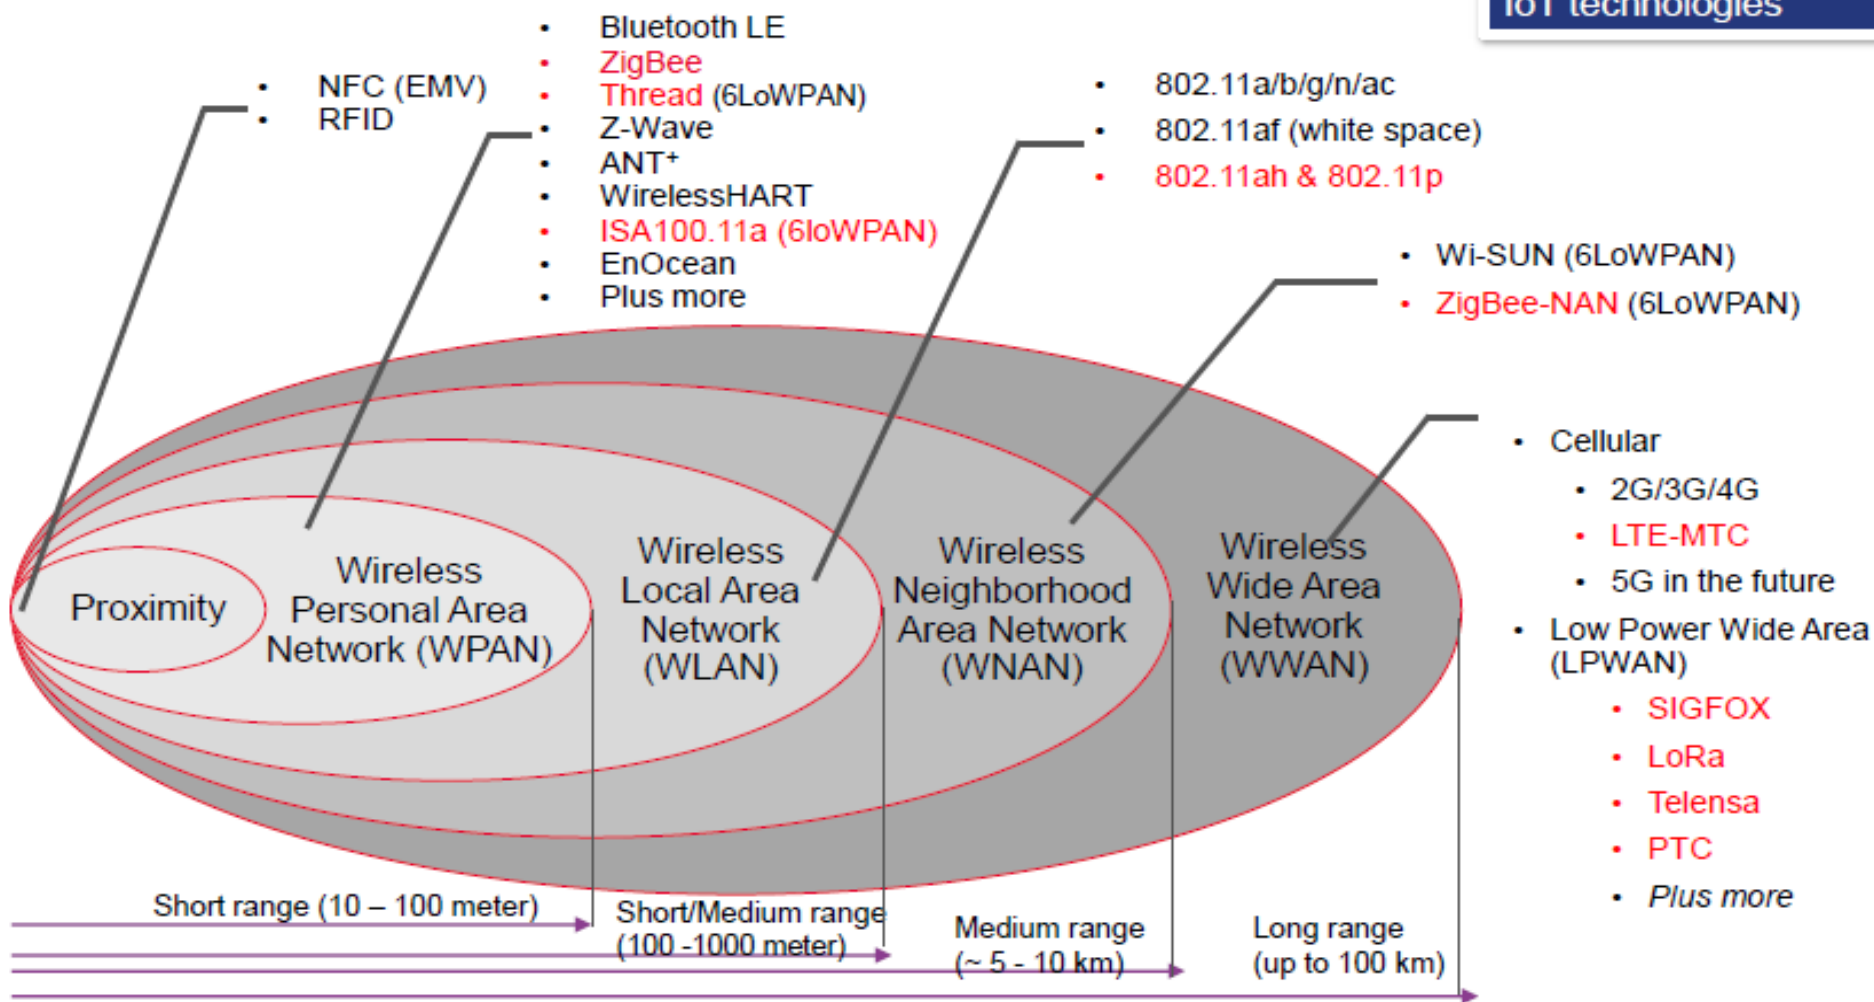 IoT technologies
• NFC (EMV)
• RFID
• Bluetooth LE
• ZigBee
• Thread (6LoWPAN)
• Z-Wave
• ANT+
• WirelessHART
• ISA100.11a (6loWPAN)
• EnOcean
• Plus more
• 802.11a/b/g/n/ac
• 802.11af (white space)
• 802.11ah & 802.11p
• Wi-SUN (6LoWPAN)
• ZigBee-NAN (6LoWPAN)
• Cellular
• 2G/3G/4G
• LTE-MTC
• 5G in the future
• Low Power Wide Area
(LPWAN)
• SIGFOX
• LoRa
• Telensa
• PTC
• Plus more
Proximity
Wireless
Personal Area
Network (WPAN)
Wireless
Local Area
Network
(WLAN)
Wireless
Neighborhood
Area Network
(WNAN)
Wireless
Wide Area
Network
(WWAN)
Short range (10 – 100 meter)
Short/Medium range
(100 -1000 meter)
Medium range
(~ 5 - 10 km)
Long range
(up to 100 km)